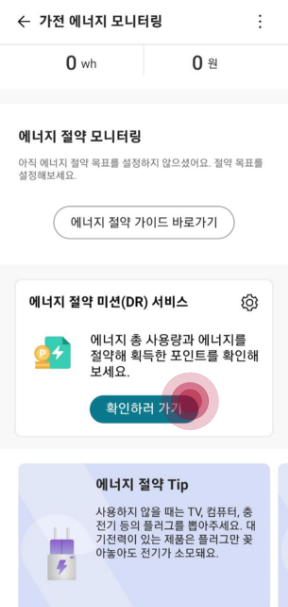 가전 에너지 모니터링
0 wh
0 원
에너지 절약 모니터링
아직 에너지 절약 목표를 설정하지 않으셨어요. 절약 목표를
설정해보세요.
에너지 절약 가이드 바로가기
에너지 절약 미션(DR) 서비스
에너지 총 사용량과 에너지를
절약해 획득한 포인트를 확인해
보세요.
확인하러 가기
에너지 절약 Tip
사용하지 않을 때는 TV, 컴퓨터, 충
전기 등의 플러그를 뽑아주세요. 대
기전력이 있는 제품은 플러그만 꽂
아놓아도 전기가 소모돼요.